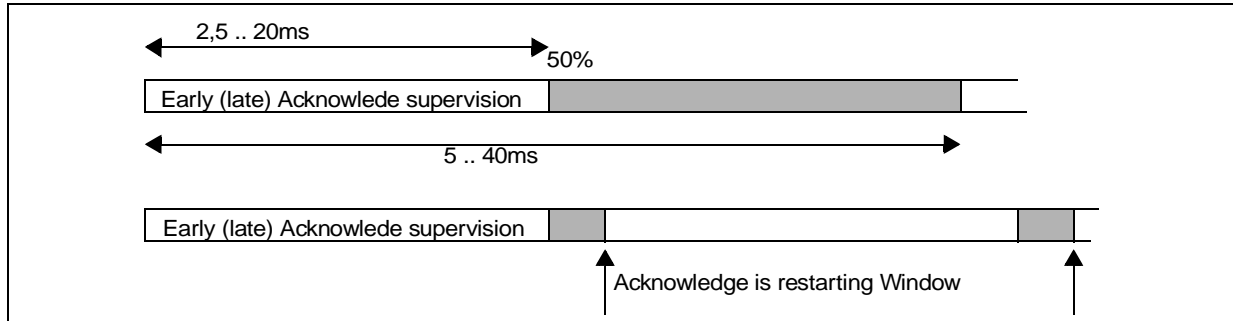 2,5 .. 20ms
50%
Early (late) Acknowlede supervision
5 .. 40ms
Early (late) Acknowlede supervision
Acknowledge is restarting Window